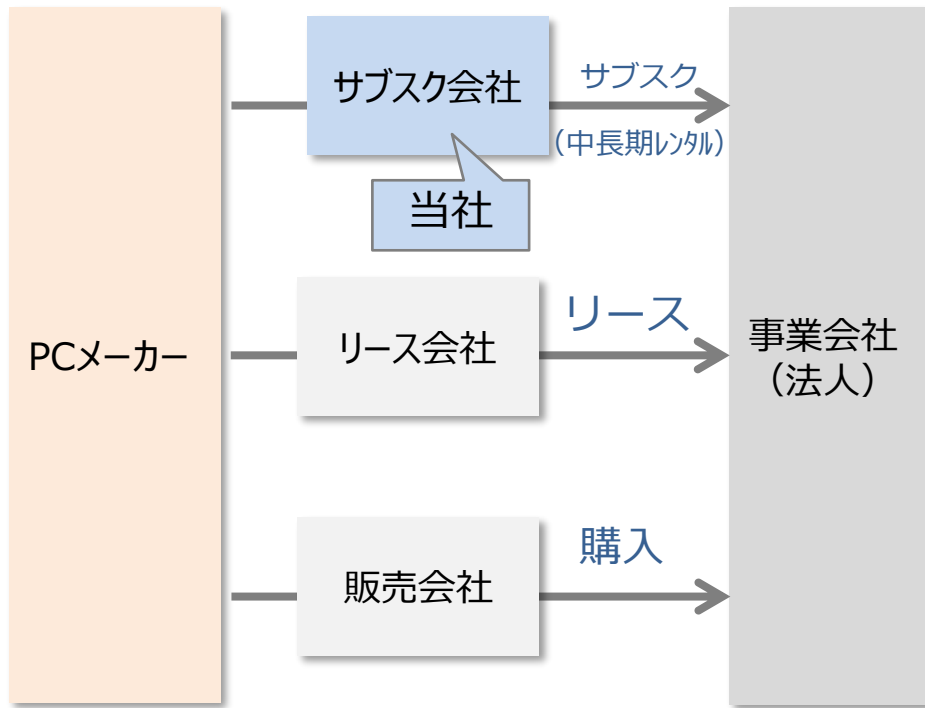 サブスク会社
サブスク
（中長期レンタル）
当社
PCメーカー
リース会社
リース
事業会社
（法人）
販売会社
購入